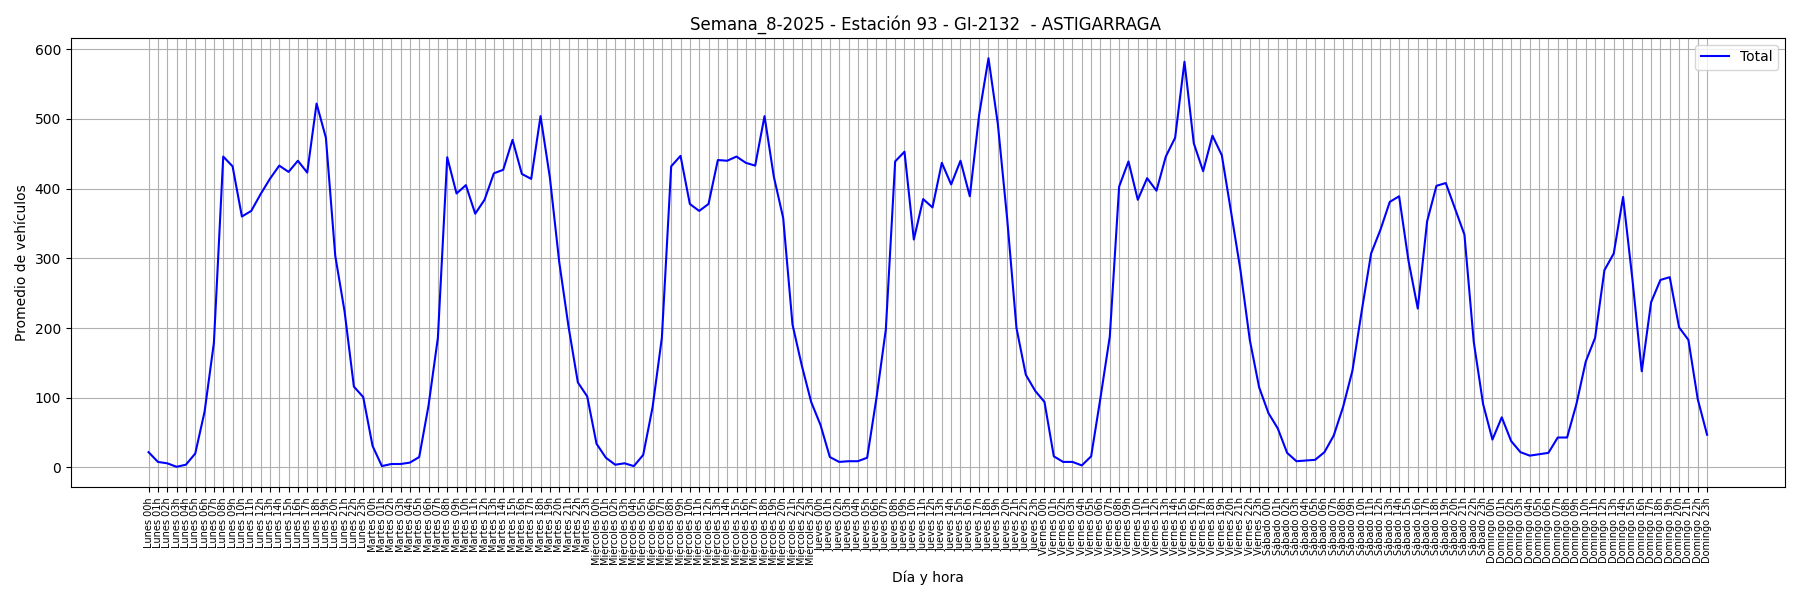 Semana_8-2025 - Estación 93 - GI-2132  - ASTIGARRAGA
Total
Promedio de vehículos
600
500
400
300
200
100
0
Lunes 00h
Lunes 01h
Lunes 02h
Lunes 03h
Lunes 04h
Lunes 05h
Lunes 06h
Lunes 07h
Lunes 08h
Lunes 09h
Lunes 10h
Lunes 11h
Lunes 12h
Lunes 13h
Lunes 14h
Lunes 15h
Lunes 16h
Lunes 17h
Lunes 18h
Lunes 19h
Lunes 20h
Lunes 21h
Lunes 22h
Lunes 23h
Martes 00h
Martes 01h
Martes 02h
Martes 03h
Martes 04h
Martes 05h
Martes 06h
Martes 07h
Martes 08h
Martes 09h
Martes 10h
Martes 11h
Martes 12h
Martes 13h
Martes 14h
Martes 15h
Martes 16h
Martes 17h
Martes 18h
Martes 19h
Martes 20h
Martes 21h
Martes 22h
Martes 23h
Miércoles 00h
Miércoles 01h
Miércoles 02h
Miércoles 03h
Miércoles 04h
Miércoles 05h
Miércoles 06h
Miércoles 07h
Miércoles 08h
Miércoles 09h
Miércoles 10h
Miércoles 11h
Miércoles 12h
Miércoles 13h
Miércoles 14h
Miércoles 15h
Miércoles 16h
Miércoles 17h
Miércoles 18h
Miércoles 19h
Miércoles 20h
Miércoles 21h
Miércoles 22h
Miércoles 23h
Jueves 00h
Jueves 01h
Jueves 02h
Jueves 03h
Jueves 04h
Jueves 05h
Jueves 06h
Jueves 07h
Jueves 08h
Jueves 09h
Jueves 10h
Jueves 11h
Jueves 12h
Jueves 13h
Jueves 14h
Jueves 15h
Jueves 16h
Jueves 17h
Jueves 18h
Jueves 19h
Jueves 20h
Jueves 21h
Jueves 22h
Jueves 23h
Viernes 00h
Viernes 01h
Viernes 02h
Viernes 03h
Viernes 04h
Viernes 05h
Viernes 06h
Viernes 07h
Viernes 08h
Viernes 09h
Viernes 10h
Viernes 11h
Viernes 12h
Viernes 13h
Viernes 14h
Viernes 15h
Viernes 16h
Viernes 17h
Viernes 18h
Viernes 19h
Viernes 20h
Viernes 21h
Viernes 22h
Viernes 23h
Sábado 00h
Sábado 01h
Sábado 02h
Sábado 03h
Sábado 04h
Sábado 05h
Sábado 06h
Sábado 07h
Sábado 08h
Sábado 09h
Sábado 10h
Sábado 11h
Sábado 12h
Sábado 13h
Sábado 14h
Sábado 15h
Sábado 16h
Sábado 17h
Sábado 18h
Sábado 19h
Sábado 20h
Sábado 21h
Sábado 22h
Sábado 23h
Domingo 00h
Domingo 01h
Domingo 02h
Domingo 03h
Domingo 04h
Domingo 05h
Domingo 06h
Domingo 07h
Domingo 08h
Domingo 09h
Domingo 10h
Domingo 11h
Domingo 12h
Domingo 13h
Domingo 14h
Domingo 15h
Domingo 16h
Domingo 17h
Domingo 18h
Domingo 19h
Domingo 20h
Domingo 21h
Domingo 22h
Domingo 23h
Día y hora